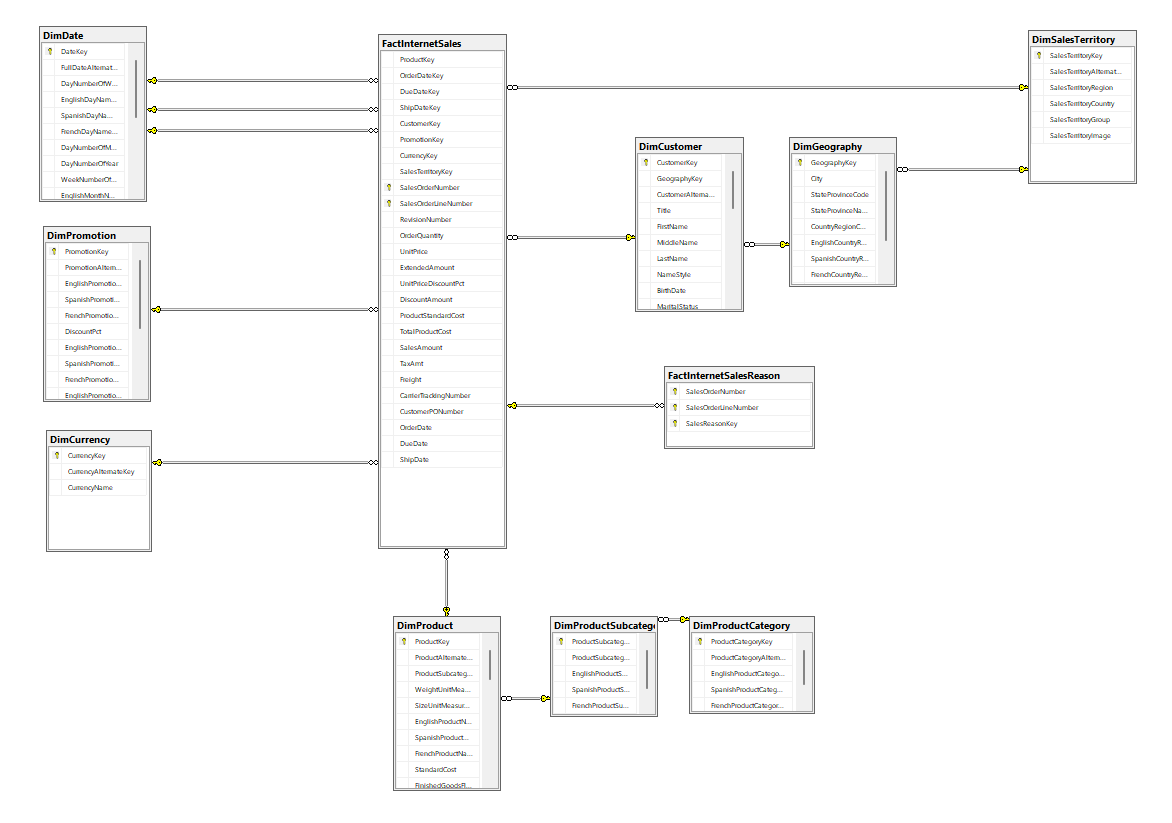 DimDate
DateKey
FullDateAlternat...
DayNumberOfW...
EnglishDayNam...
SpanishDayNa...
FrenchDayName...
DayNumberOfM...
DayNumberOfYear
WeekNumberOf...
EnglishMonthN...
DimPromotion
PromotionKey
PromotionAltern...
EnglishPromotio...
SpanishPromoti...
FrenchPromotio...
DiscountPct
EnglishPromotio...
SpanishPromoti...
FrenchPromotio...
EnglishPromotio...
DimCurrency
CurrencyKey
CurrencyAlternateKey
CurrencyName
FactInternetSales
ProductKey
OrderDateKey
DueDateKey
ShipDateKey
CustomerKey
PromotionKey
CurrencyKey
SalesTerritoryKey
SalesOrderNumber
SalesOrderLineNumber
RevisionNumber
OrderQuantity
UnitPrice
ExtendedAmount
UnitPriceDiscountPct
DiscountAmount
ProductStandardCost
TotalProductCost
SalesAmount
TaxAmt
Freight
CarrierTrackingNumber
CustomerPONumber
OrderDate
DueDate
ShipDate
DimCustomer
CustomerKey
GeographyKey
CustomerAlterna...
Title
FirstName
MiddleName
LastName
NameStyle
BirthDate
MaritalStatus
DimGeography
GeographyKey
City
StateProvinceCode
StateProvinceNa...
CountryRegionC...
EnglishCountryR...
SpanishCountryR...
FrenchCountryRe...
DimSalesTerritory
SalesTerritoryKey
SalesTerritoryAlternat...
SalesTerritoryRegion
SalesTerritoryCountry
SalesTerritoryGroup
SalesTerritoryImage
FactInternetSalesReason
SalesOrderNumber
SalesOrderLineNumber
SalesReasonKey
DimProduct
ProductKey
ProductAlternate...
ProductSubcateg...
WeightUnitMea...
SizeUnitMeasur...
EnglishProductN...
SpanishProduct...
FrenchProductNa...
StandardCost
FinishedGoodsFl...
DimProductSubcateg
ProductSubcateg...
ProductSubcateg...
EnglishProductS...
SpanishProductS...
FrenchProductSu...
DimProductCategory
ProductCategoryKey
ProductCategoryAltern...
EnglishProductCatego...
SpanishProductCateg...
FrenchProductCategor...